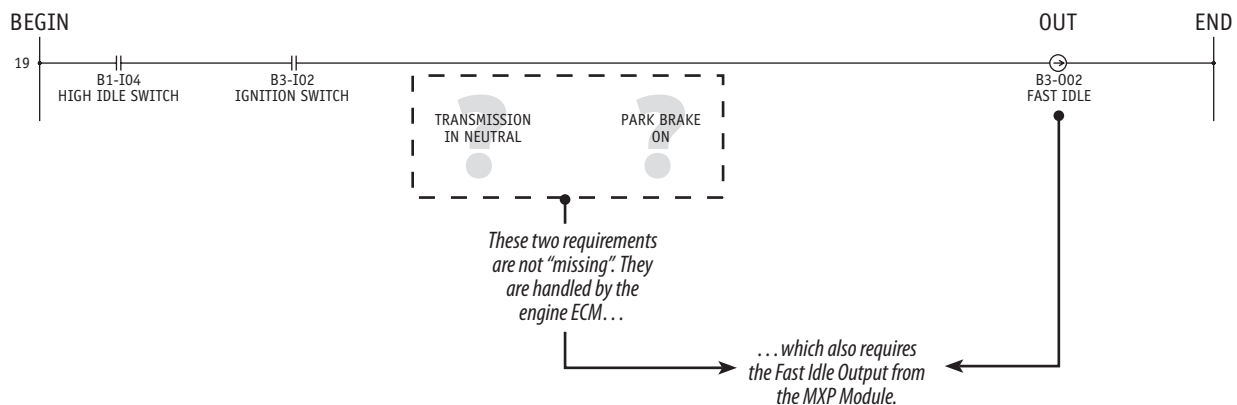 BEGIN
OUT
END
19
B1-I04
HIGH IDLE SWITCH
B3-I02
IGNITION SWITCH
B3-O02
FAST IDLE
?
?
TRANSMISSION
IN NEUTRAL
PARK BRAKE
ON
These two requirements
are not “missing”. They
are handled by the
engine ECM…
…which also requires
the Fast Idle Output from
the MXP Module.